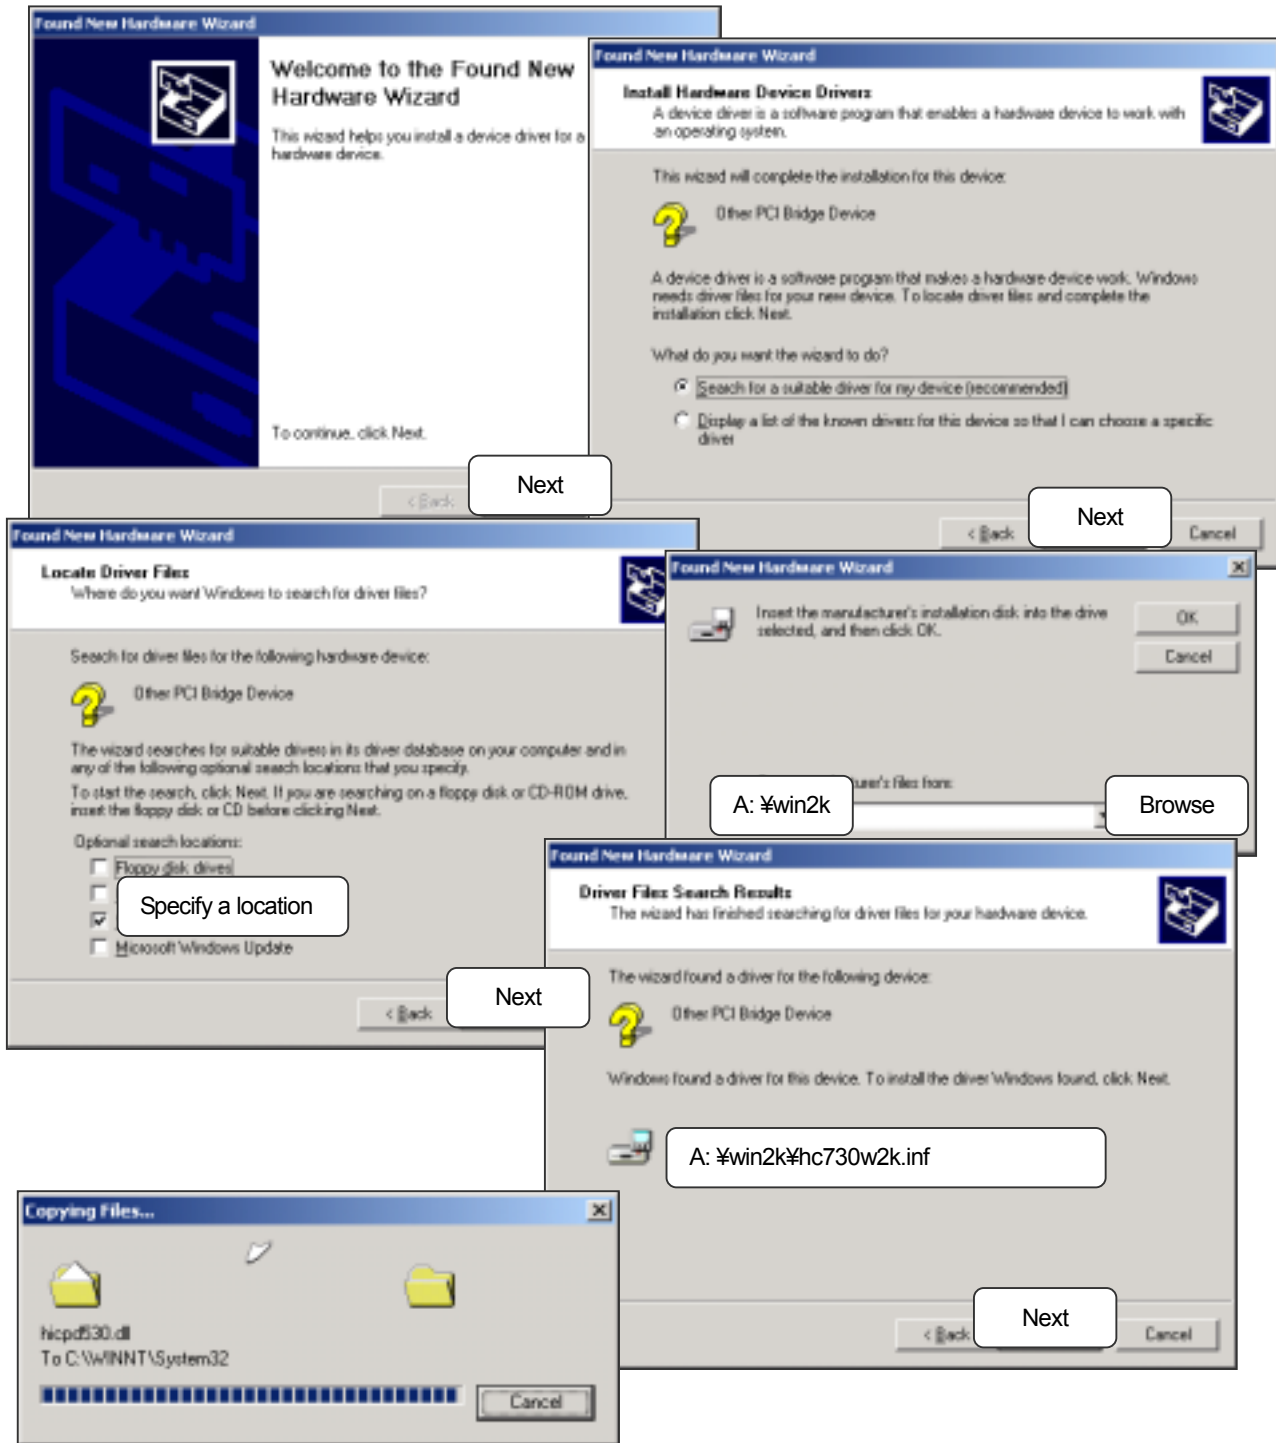 Found New Hardware Wizard
Welcome to the Found New
Hardware Wizard
This wizard helps you install a device driver for a
hardware device.
To continue, click Next.
< Back
Next
Found New Hardware Wizard
Install Hardware Device Drivers
A device driver is a software program that enables a hardware device to work with
an operating system.
This wizard will complete the installation for this device:
Other PCI Bridge Device
A device driver is a software program that makes a hardware device work. Windows
needs driver files for your new device. To locate driver files and complete the
installation click Next.
What do you want the wizard to do?
Search for a suitable driver for my device (recommended)
Display a list of the known drivers for this device so that I can choose a specific
driver
< Back
Next
Cancel
Found New Hardware Wizard
Locate Driver Files
Where do you want Windows to search for driver files?
Search for driver files for the following hardware device:
Other PCI Bridge Device
The wizard searches for suitable drivers in its driver database on your computer and in
any of the following optional search locations that you specify.
To start the search, click Next. If you are searching on a floppy disk or CD-ROM drive,
insert the floppy disk or CD before clicking Next.
Optional search locations:
Floppy disk drives
Specify a location
Microsoft Windows Update
< Back
Next
Found New Hardware Wizard
Insert the manufacturer's installation disk into the drive
selected, and then click OK.
OK
Cancel
files from:
A: ¥win2k
Browse
Found New Hardware Wizard
Driver Files Search Results
The wizard has finished searching for driver files for your hardware device.
The wizard found a driver for the following device:
Other PCI Bridge Device
Windows found a driver for this device. To install the driver Windows found, click Next.
A: ¥win2k¥hc730w2k.inf
< Back
Next
Cancel
Copying Files...
hicpd530.dll
To C:\WINNT\System32
Cancel